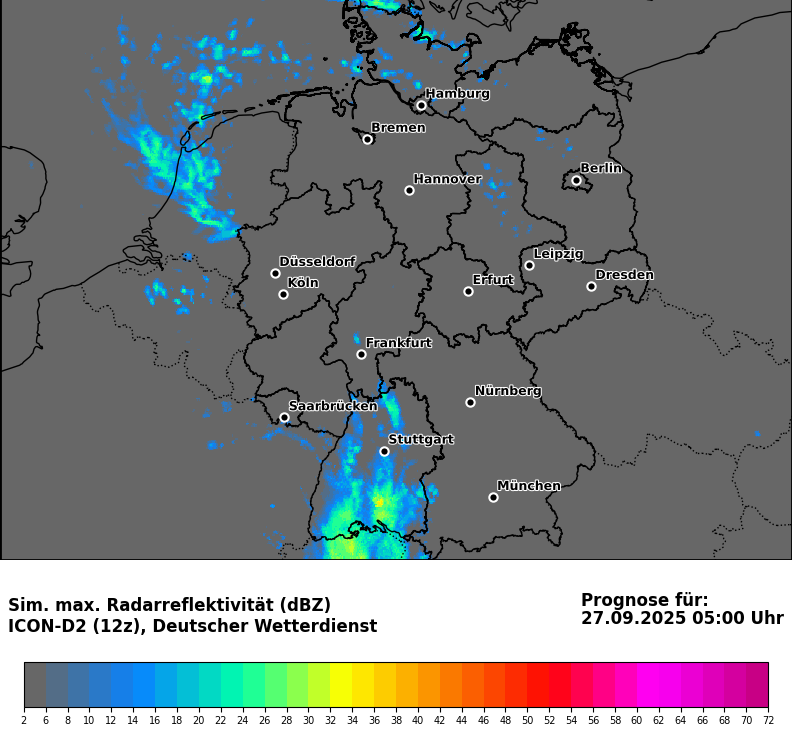 Hamburg
Bremen
Berlin
Hannover
Leipzig
Düsseldorf
Dresden
Köln
Erfurt
Frankfurt
Nürnberg
Saarbrücken
Stuttgart
München
Sim. max. Radarreflektivität (dBZ)
ICON-D2 (12z), Deutscher Wetterdienst
Prognose für:
27.09.2025 05:00 Uhr
2 6 8 10 12 14 16 18 20 22 24 26 28 30 32 34 36 38 40 42 44 46 48 50 52 54 56 58 60 62 64 66 68 70 72